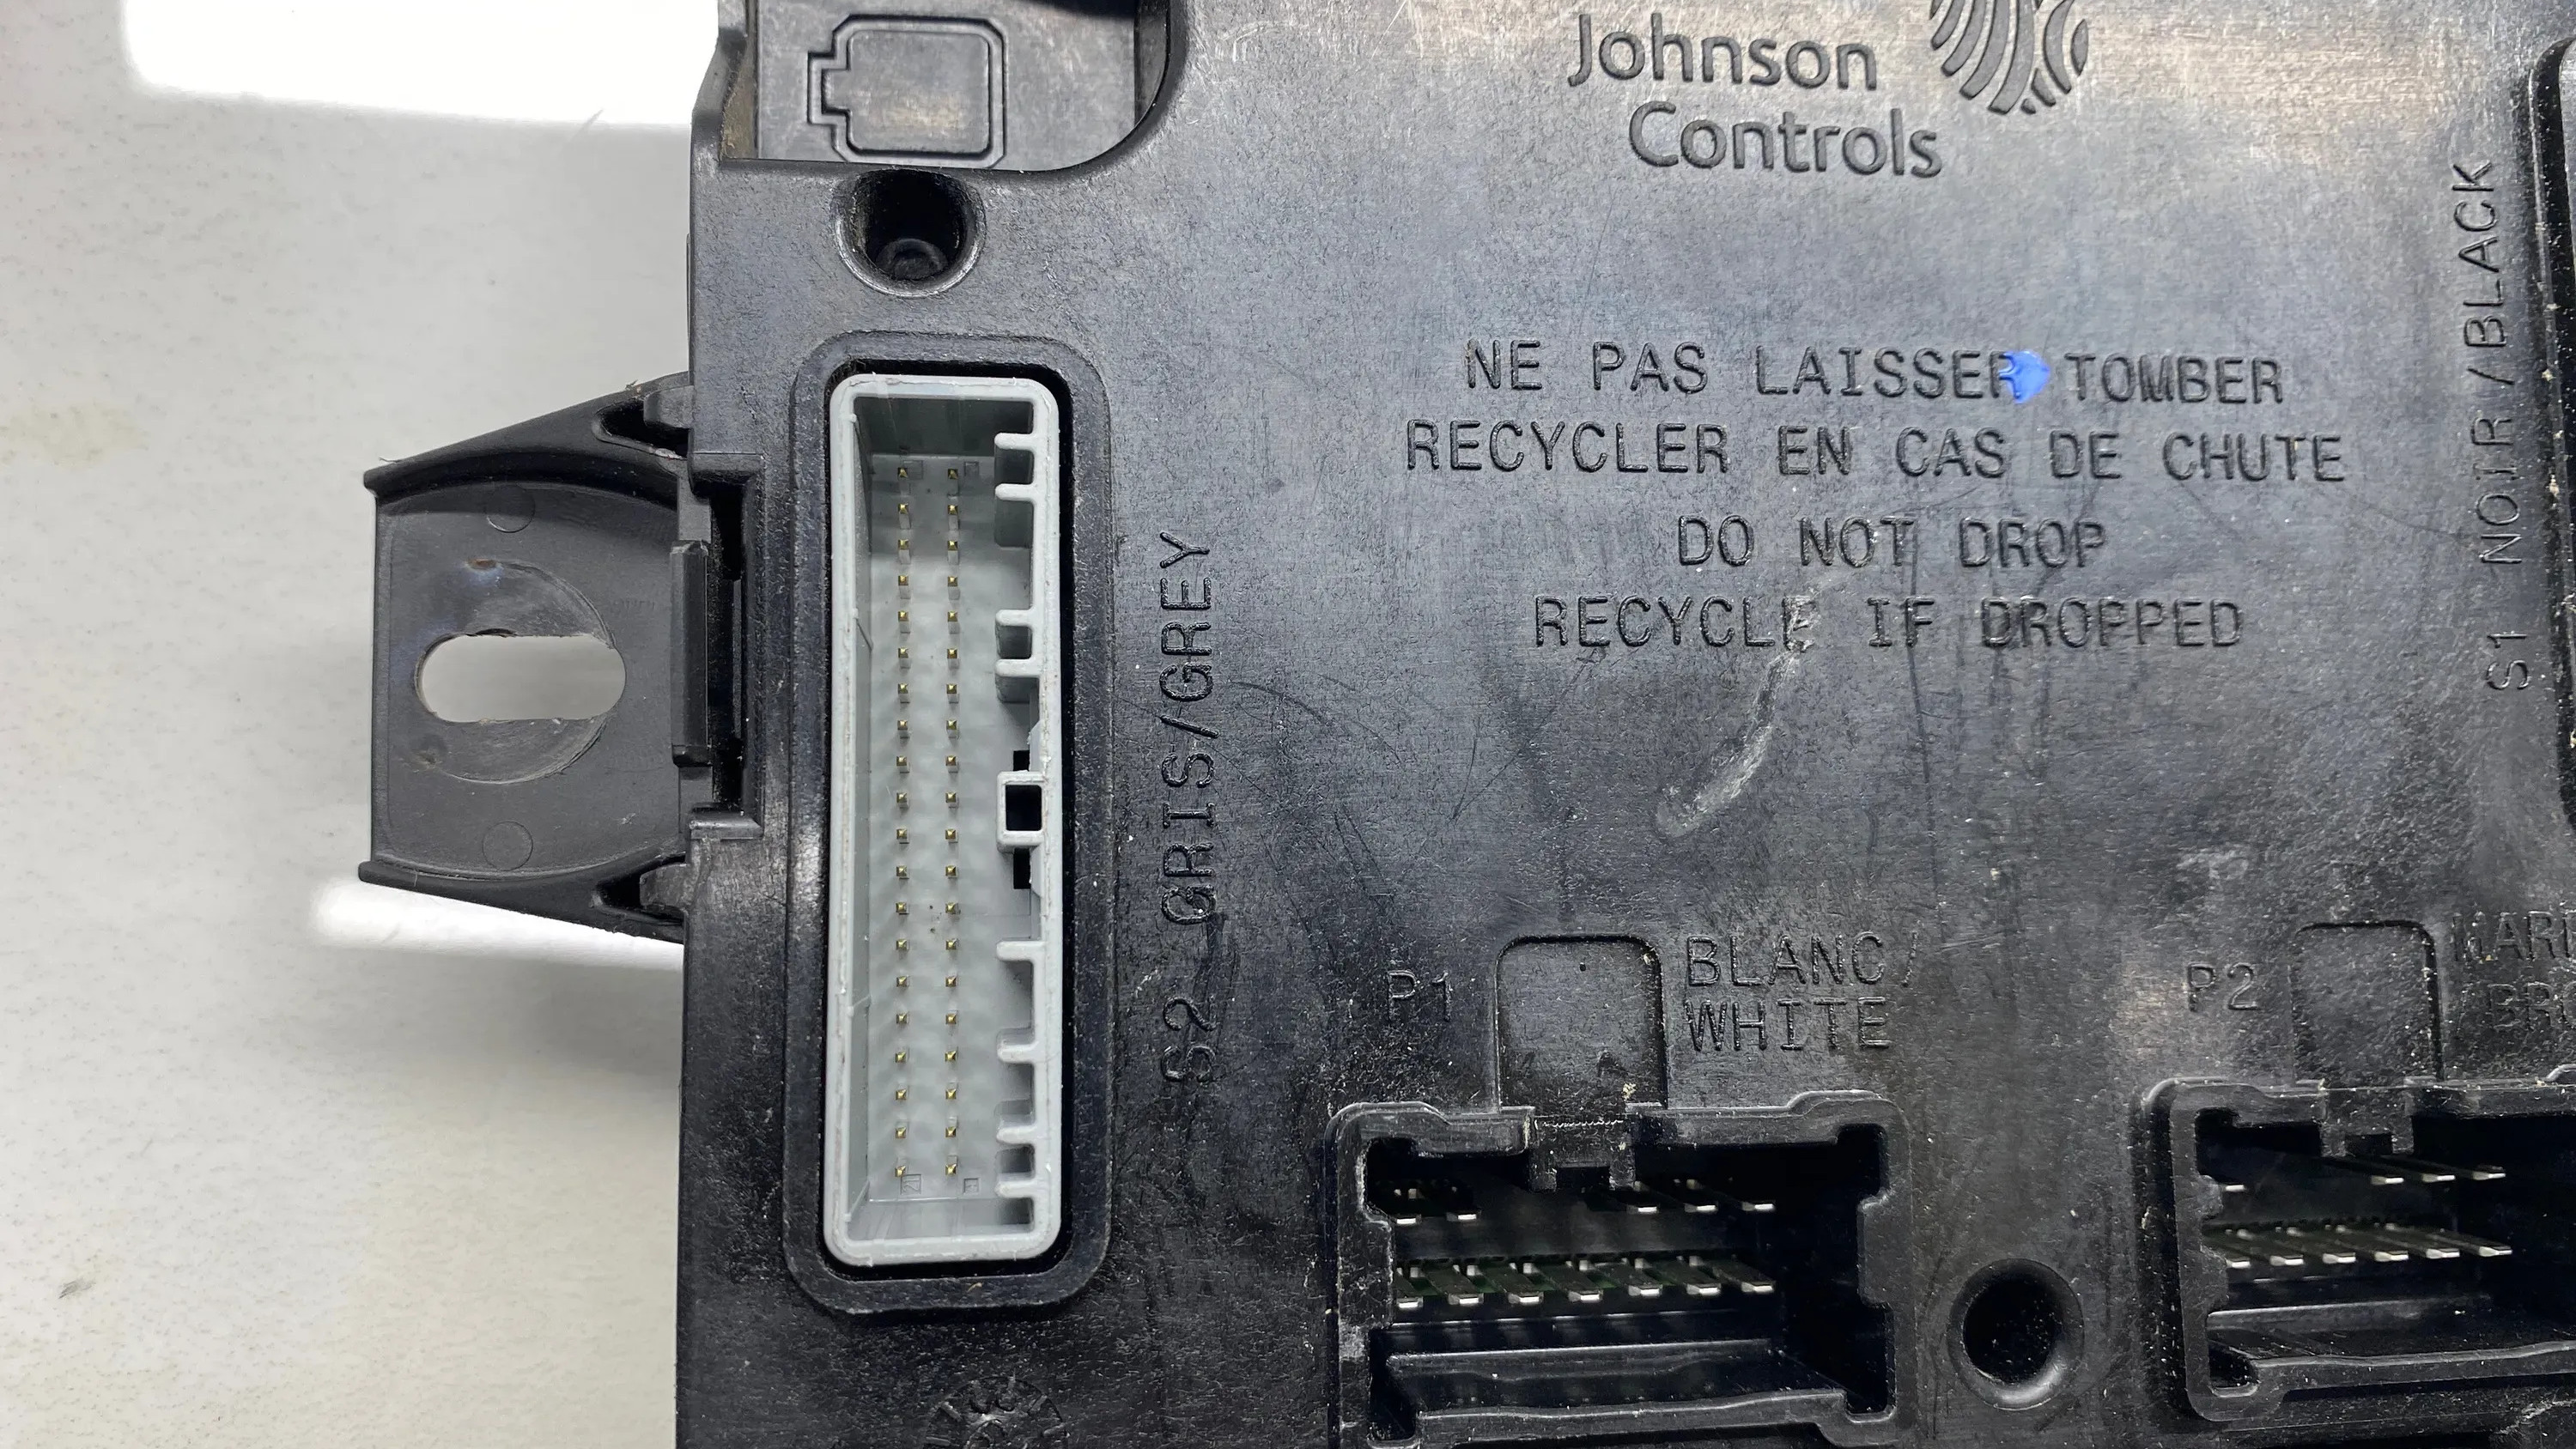 Johnson
Controls
NE PAS LAISSER TOMBER
RECYCLER EN CAS DE CHUTE
DO NOT DROP
RECYCLE IF DROPPED
S2 GRIS/GREY
S1 NOIR/BLACK
P1
BLANC/
WHITE
P2